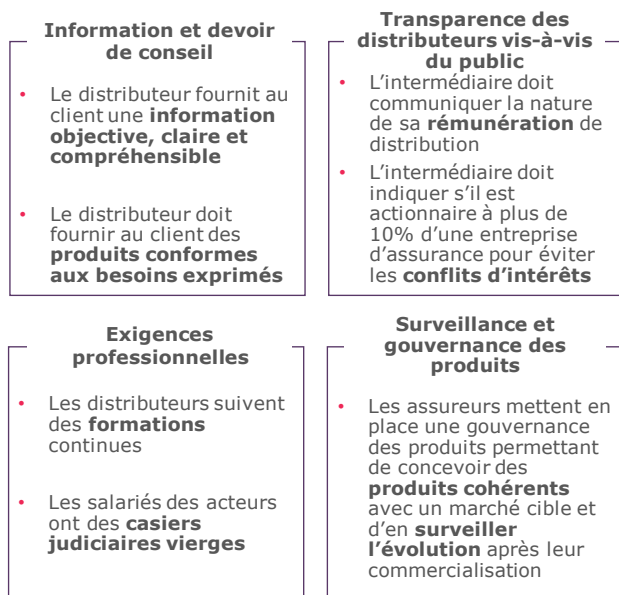 Information et devoir
de conseil
• Le distributeur fournit au
client une information
objective, claire et
compréhensible
• Le distributeur doit
fournir au client des
produits conformes
aux besoins exprimés
Transparence des
distributeurs vis-à-vis
du public
• L’intermédiaire doit
communiquer la nature
de sa rémunération de
distribution
• L’intermédiaire doit
indiquer s’il est
actionnaire à plus de
10% d’une entreprise
d’assurance pour éviter
les conflits d’intérêts
Exigences
professionnelles
• Les distributeurs suivent
des formations
continues
• Les salariés des acteurs
ont des casiers
judiciaires vierges
Surveillance et
gouvernance des
produits
• Les assureurs mettent en
place une gouvernance
des produits permettant
de concevoir des
produits cohérents
avec un marché cible et
d’en surveiller
l’évolution après leur
commercialisation